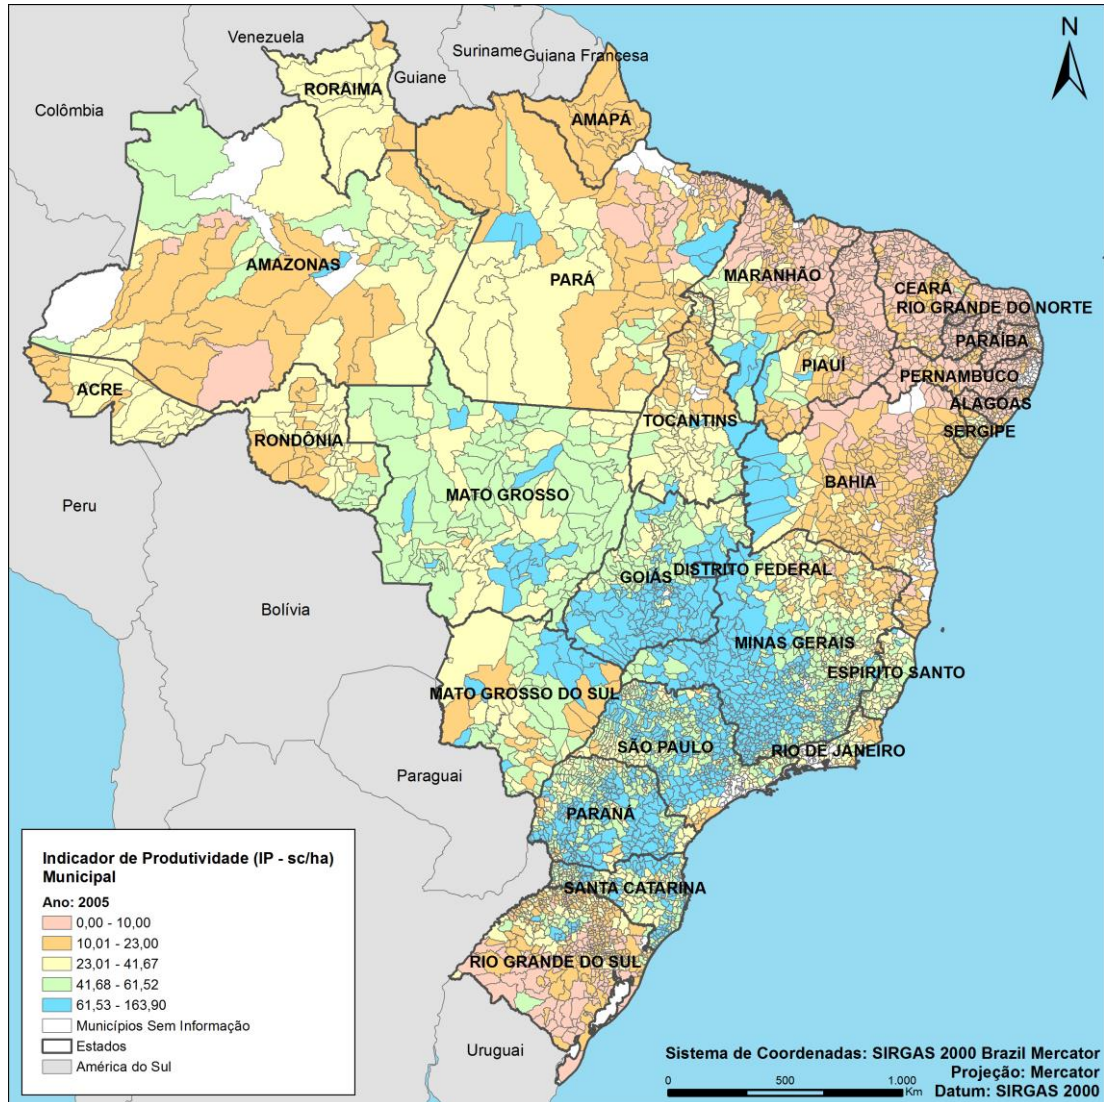 N
Venezuela
Suriname
Guiana Francesa
Guiane
Colômbia
RORAIMA
AMAPÁ
AMAZONAS
PARÁ
MARANHÃO
CEARÁ
RIO GRANDE DO NORTE
PARAÍBA
PIAUÍ
PERNAMBUCO
ACRE
ALAGOAS
TOCANTINS
SERGIPE
RONDÔNIA
BAHIA
MATO GROSSO
Peru
DISTRITO FEDERAL
GOIÁS
Bolívia
MINAS GERAIS
ESPIRITO SANTO
MATO GROSSO DO SUL
SÃO PAULO
RIO DE JANEIRO
Paraguai
PARANÁ
SANTA CATARINA
RIO GRANDE DO SUL
Uruguai
Indicador de Produtividade (IP - sc/ha)
Municipal
Ano: 2005
0,00 - 10,00
10,01 - 23,00
23,01 - 41,67
41,68 - 61,52
61,53 - 163,90
Municípios Sem Informação
Estados
América do Sul
Sistema de Coordenadas: SIRGAS 2000 Brazil Mercator
Projeção: Mercator
Datum: SIRGAS 2000
0 500 1.000
Km